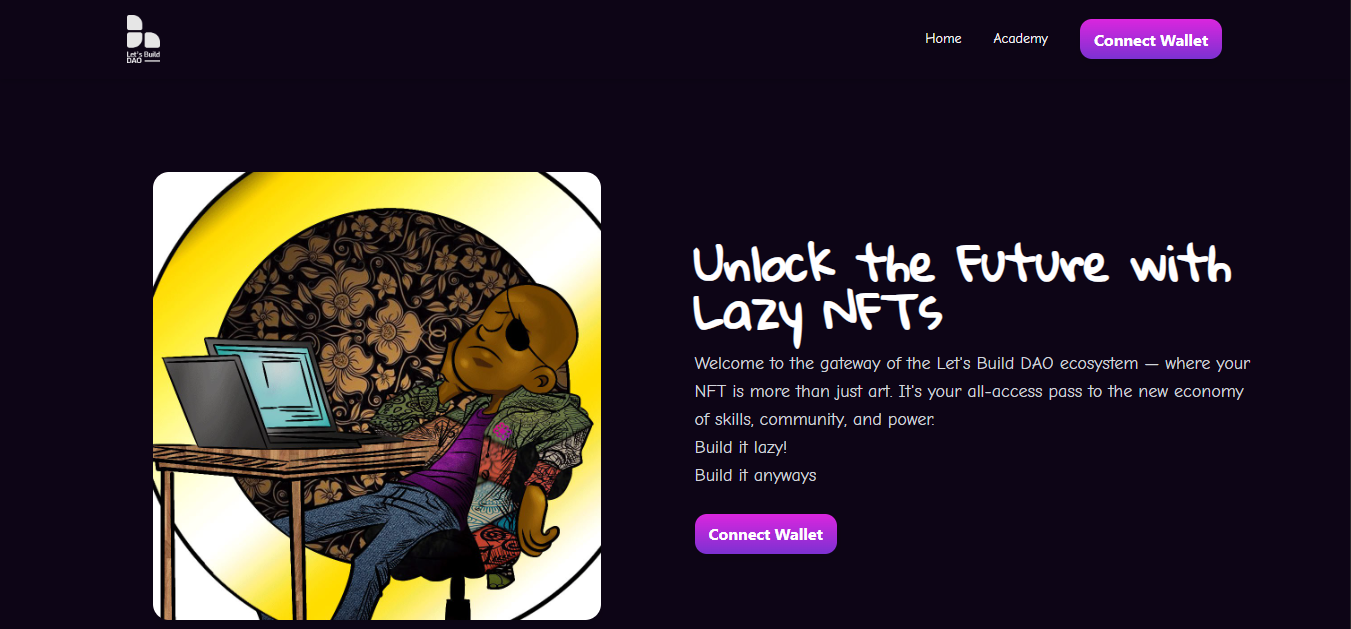 Let's Build
DAO
Home
Academy
Connect Wallet
Unlock the Future with
Lazy NFTs
Welcome to the gateway of the Let's Build DAO ecosystem — where your
NFT is more than just art. It's your all-access pass to the new economy
of skills, community, and power.
Build it lazy!
Build it anyways
Connect Wallet